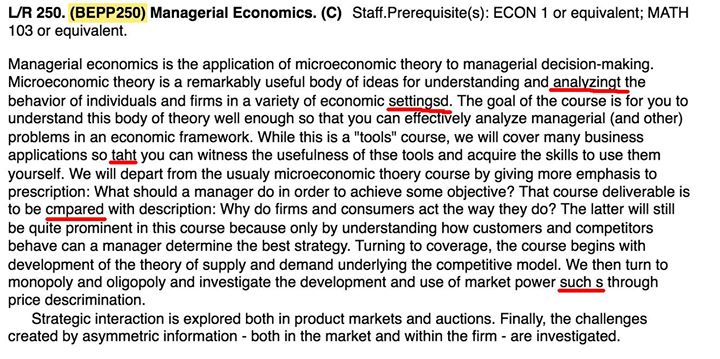 L/R 250. (BEPP250) Managerial Economics. (C) Staff.Prerequisite(s): ECON 1 or equivalent; MATH
103 or equivalent.
Managerial economics is the application of microeconomic theory to managerial decision-making.
Microeconomic theory is a remarkably useful body of ideas for understanding and analyzingt the
behavior of individuals and firms in a variety of economic settingsd. The goal of the course is for you to
understand this body of theory well enough so that you can effectively analyze managerial (and other)
problems in an economic framework. While this is a "tools" course, we will cover many business
applications so taht you can witness the usefulness of thse tools and acquire the skills to use them
yourself. We will depart from the usualy microeconomic thoery course by giving more emphasis to
prescription: What should a manager do in order to achieve some objective? That course deliverable is
to be cmpared with description: Why do firms and consumers act the way they do? The latter will still
be quite prominent in this course because only by understanding how customers and competitors
behave can a manager determine the best strategy. Turning to coverage, the course begins with
development of the theory of supply and demand underlying the competitive model. We then turn to
monopoly and oligopoly and investigate the development and use of market power such s through
price descrimination.
Strategic interaction is explored both in product markets and auctions. Finally, the challenges
created by asymmetric information - both in the market and within the firm - are investigated.